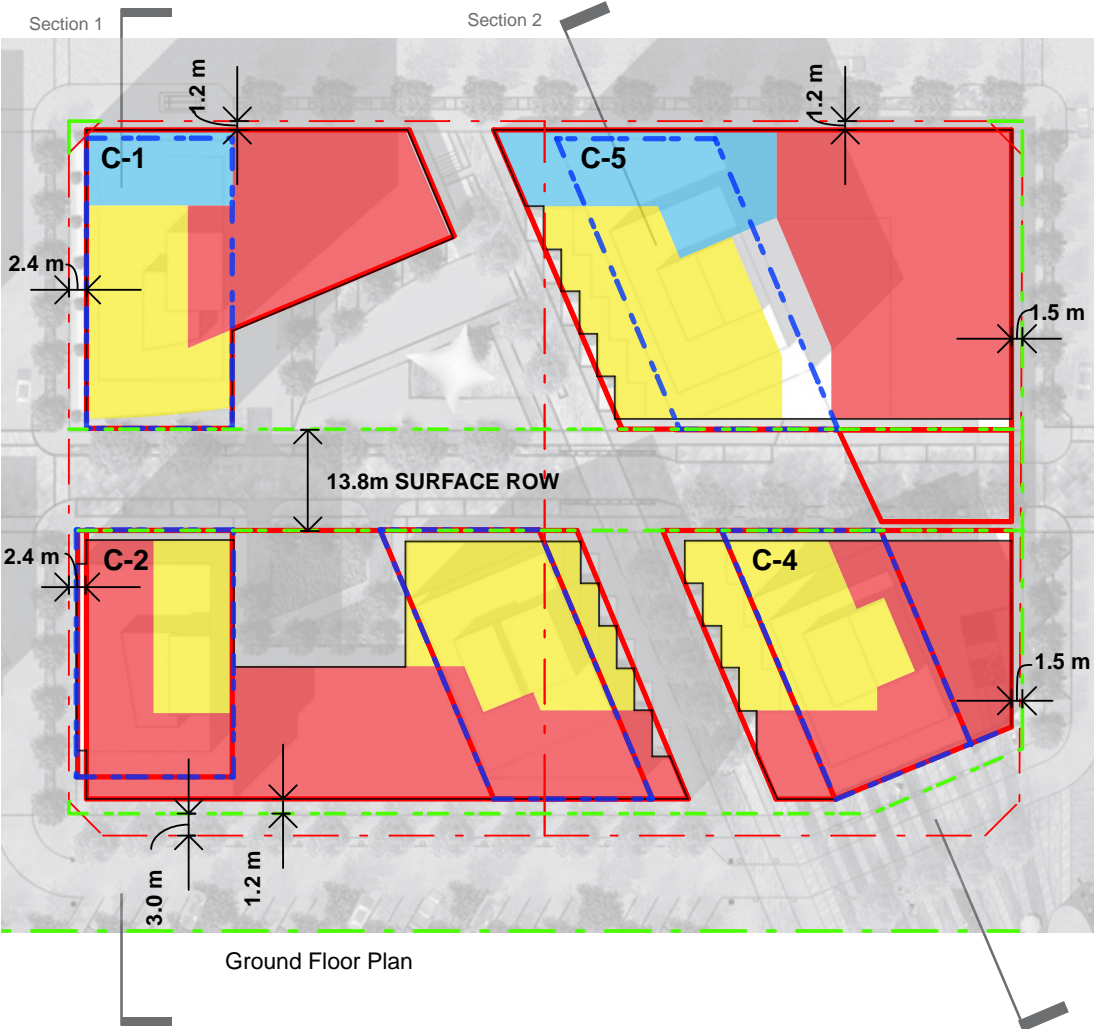 Section 1
Section 2
1.2 m
1.2 m
C-1
C-5
2.4 m
1.5 m
13.8m SURFACE ROW
2.4 m
C-2
C-4
1.5 m
3.0 m
1.2 m
Ground Floor Plan